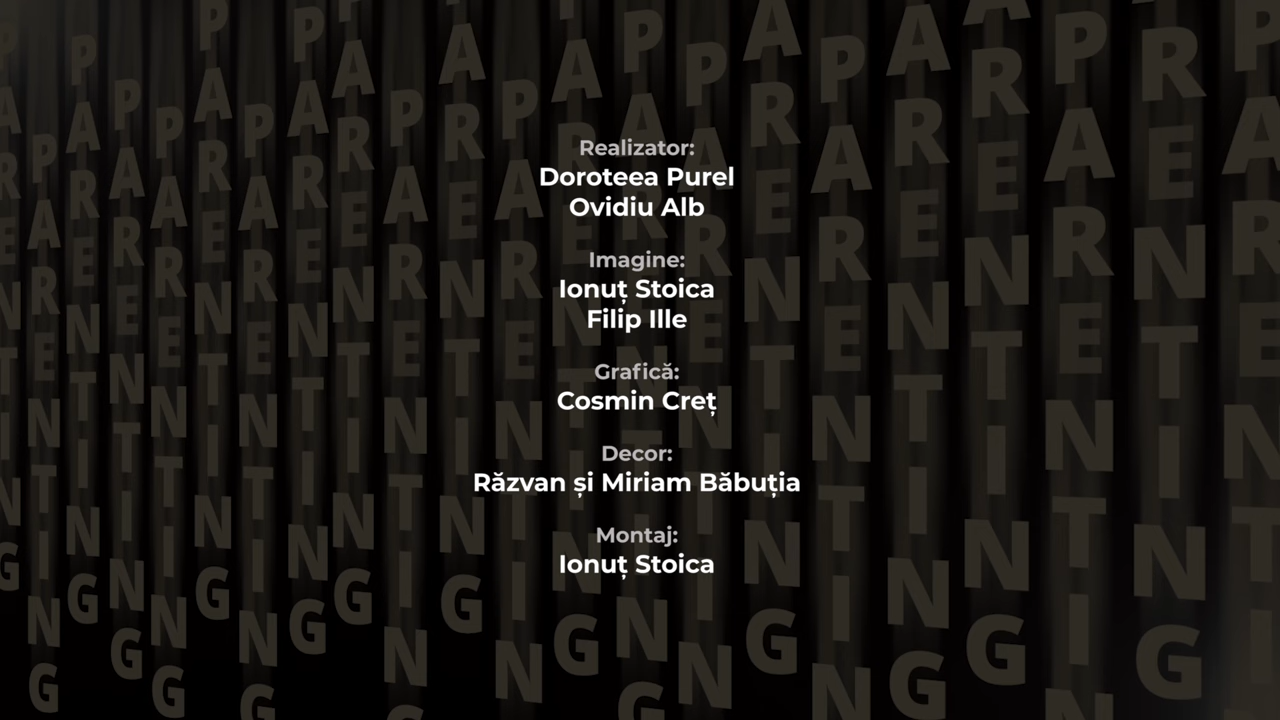 Realizator:
Doroteea Purel
Ovidiu Alb
Imagine:
Ionuț Stoica
Filip Ille
Grafică:
Cosmin Creț
Decor:
Răzvan și Miriam Băbuția
Montaj:
Ionuț Stoica
PARENTING